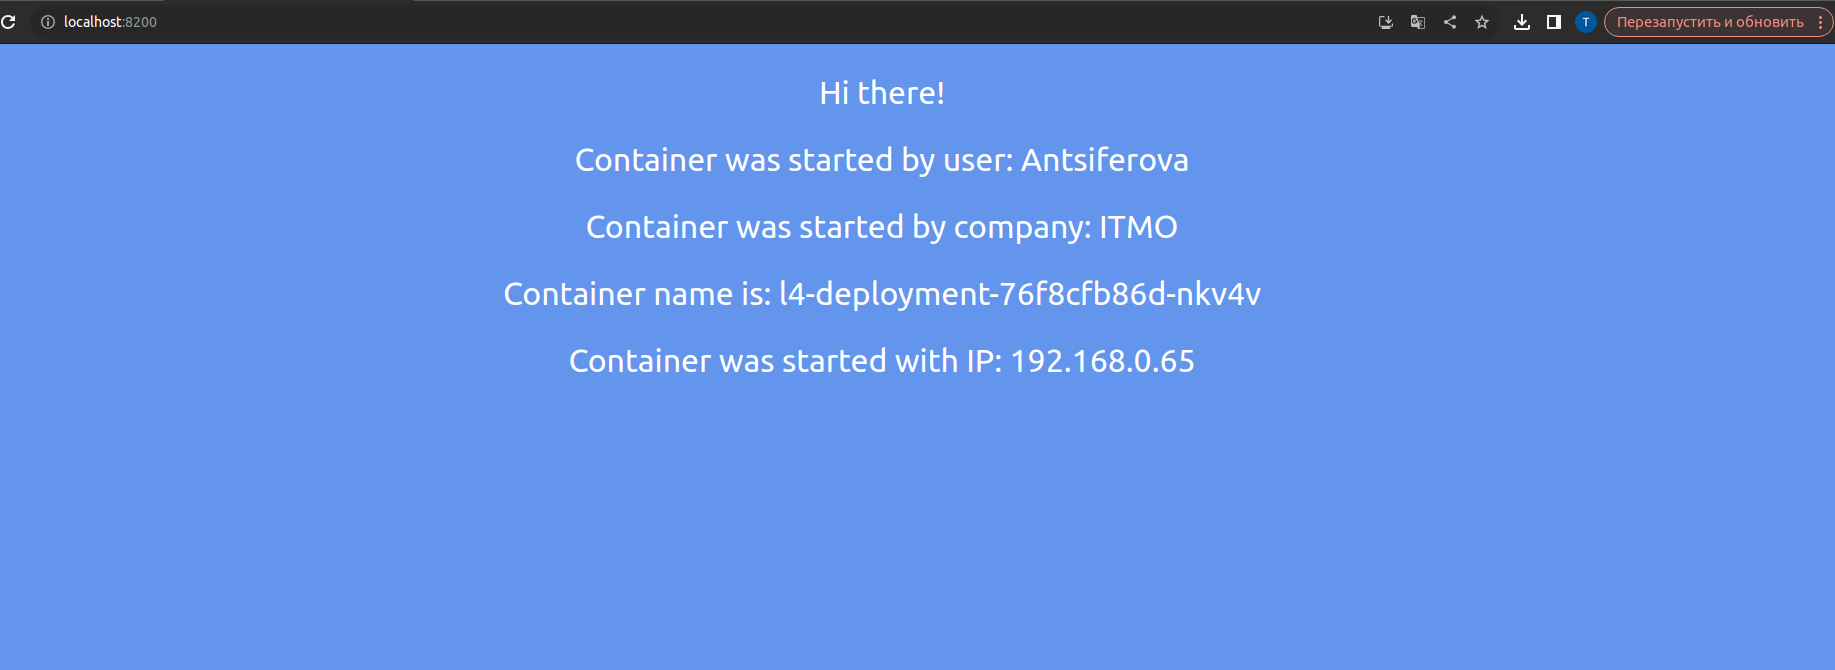 localhost:8200
T
Перезапустить и обновить
Hi there!
Container was started by user: Antsiferova
Container was started by company: ITMO
Container name is: l4-deployment-76f8cfb86d-nkv4v
Container was started with IP: 192.168.0.65